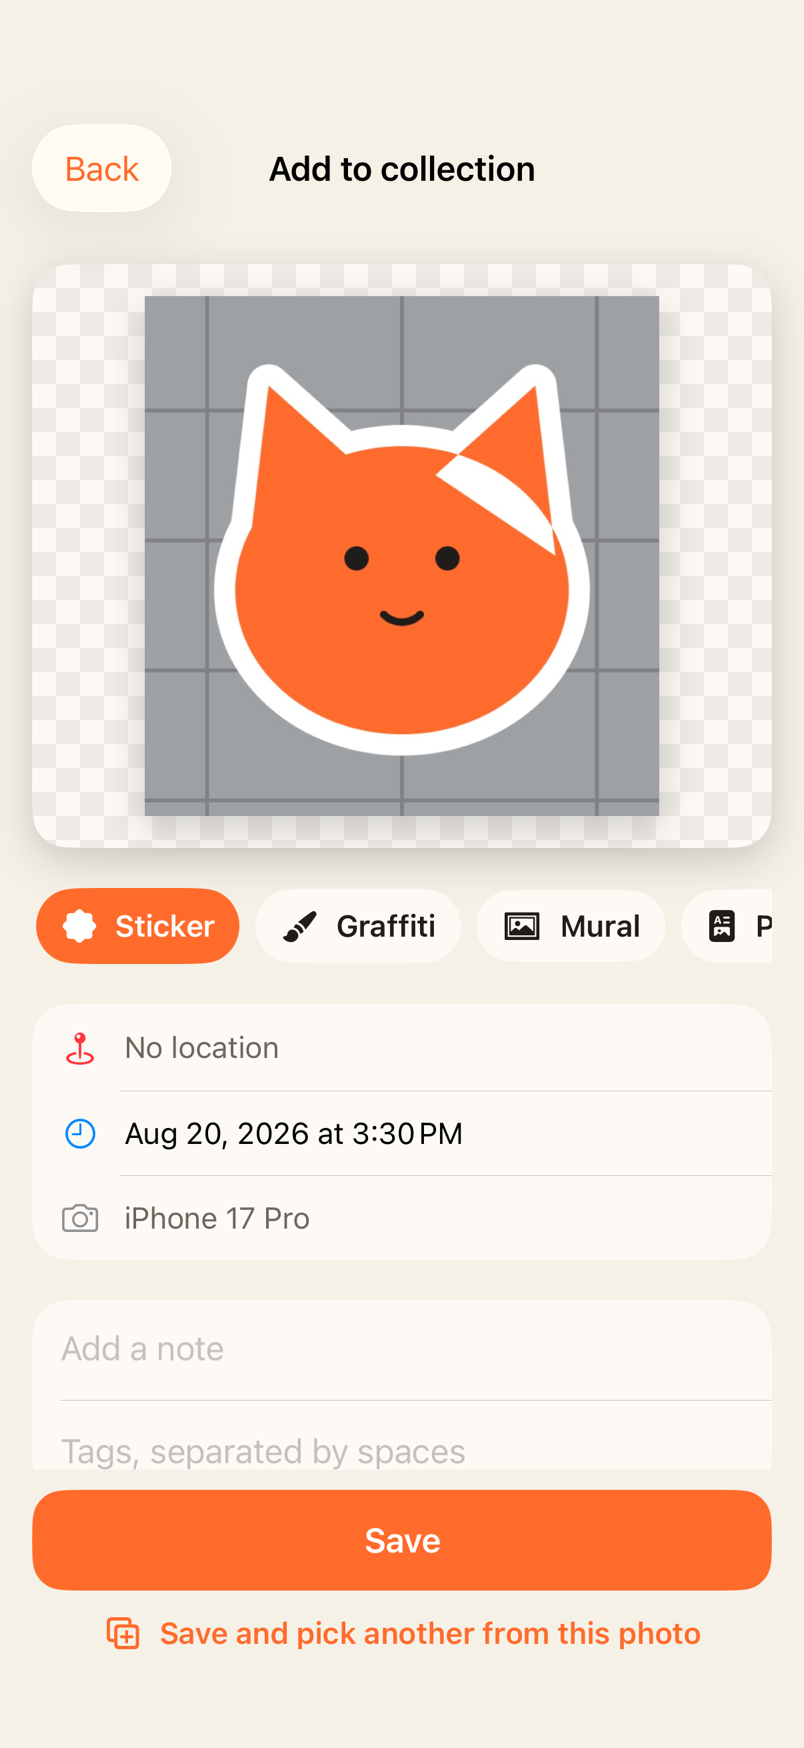 Back
Add to collection
Sticker
Graffiti
Mural
P
No location
Aug 20, 2026 at 3:30 PM
iPhone 17 Pro
Add a note
Tags, separated by spaces
Save
Save and pick another from this photo